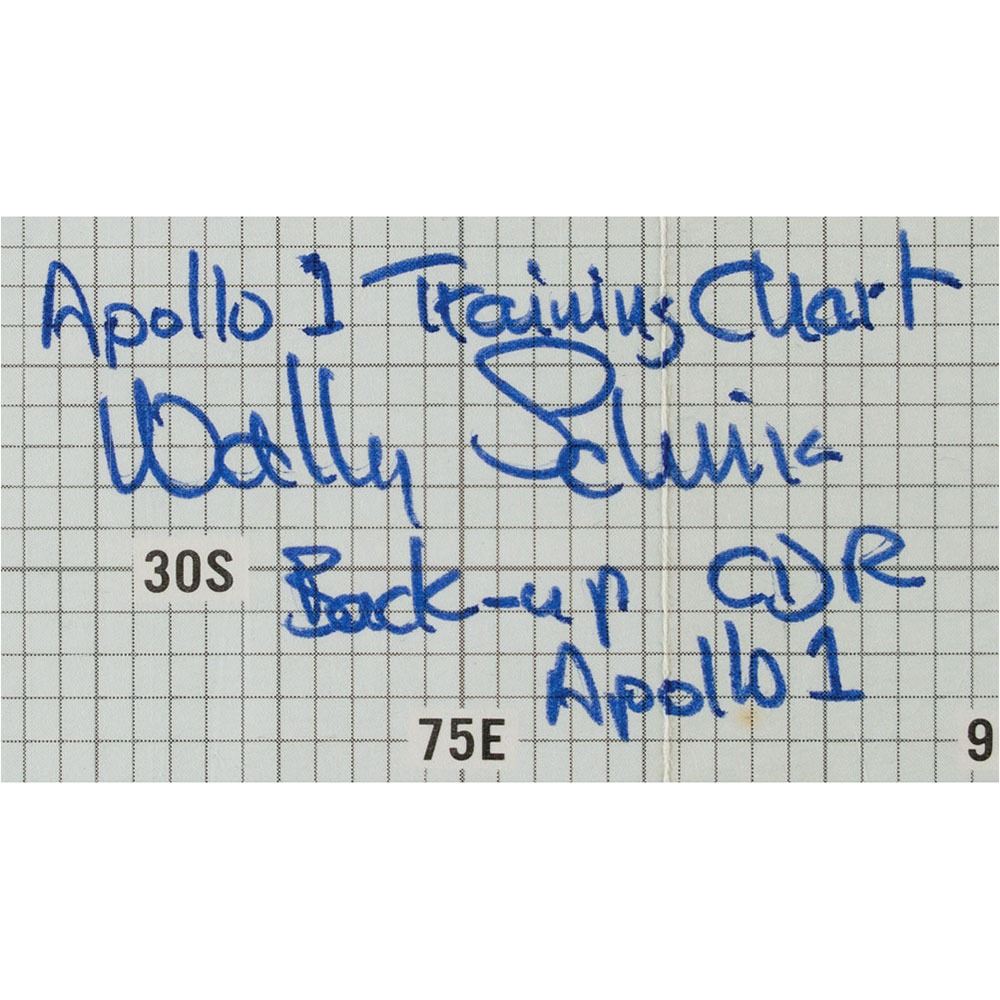 Apollo 1 Training Chart
Wally Schirra
30S
Back-up CDR
Apollo 1
75E
9